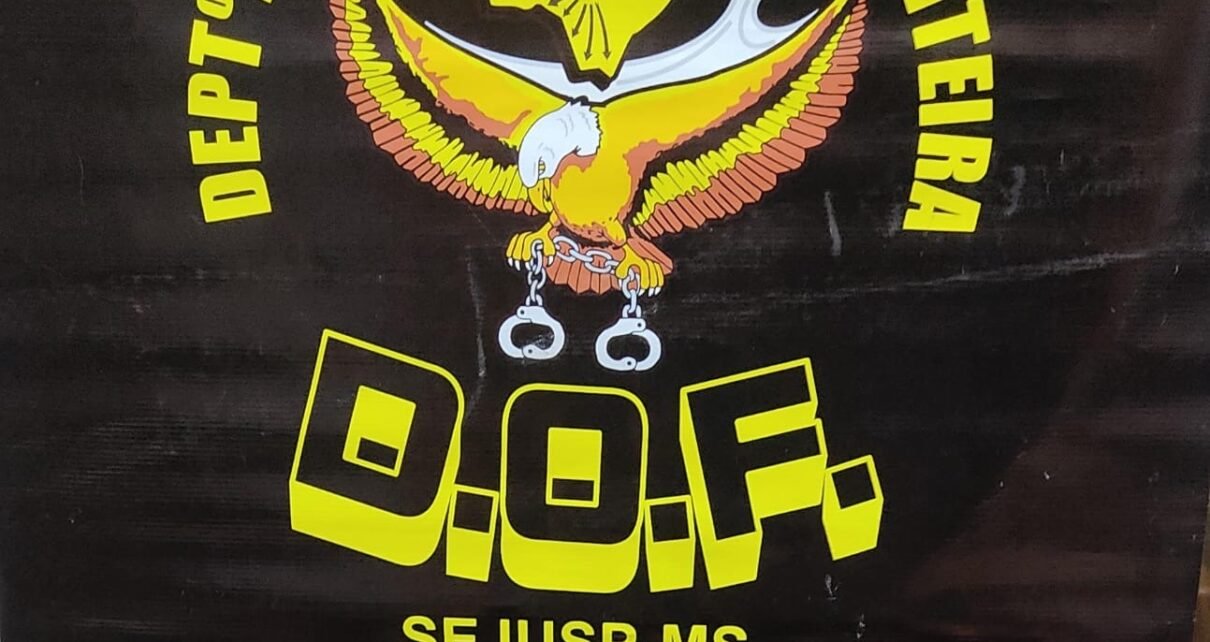 DEPTº
TEIRA
D.O.F.
SEJUSP-MS